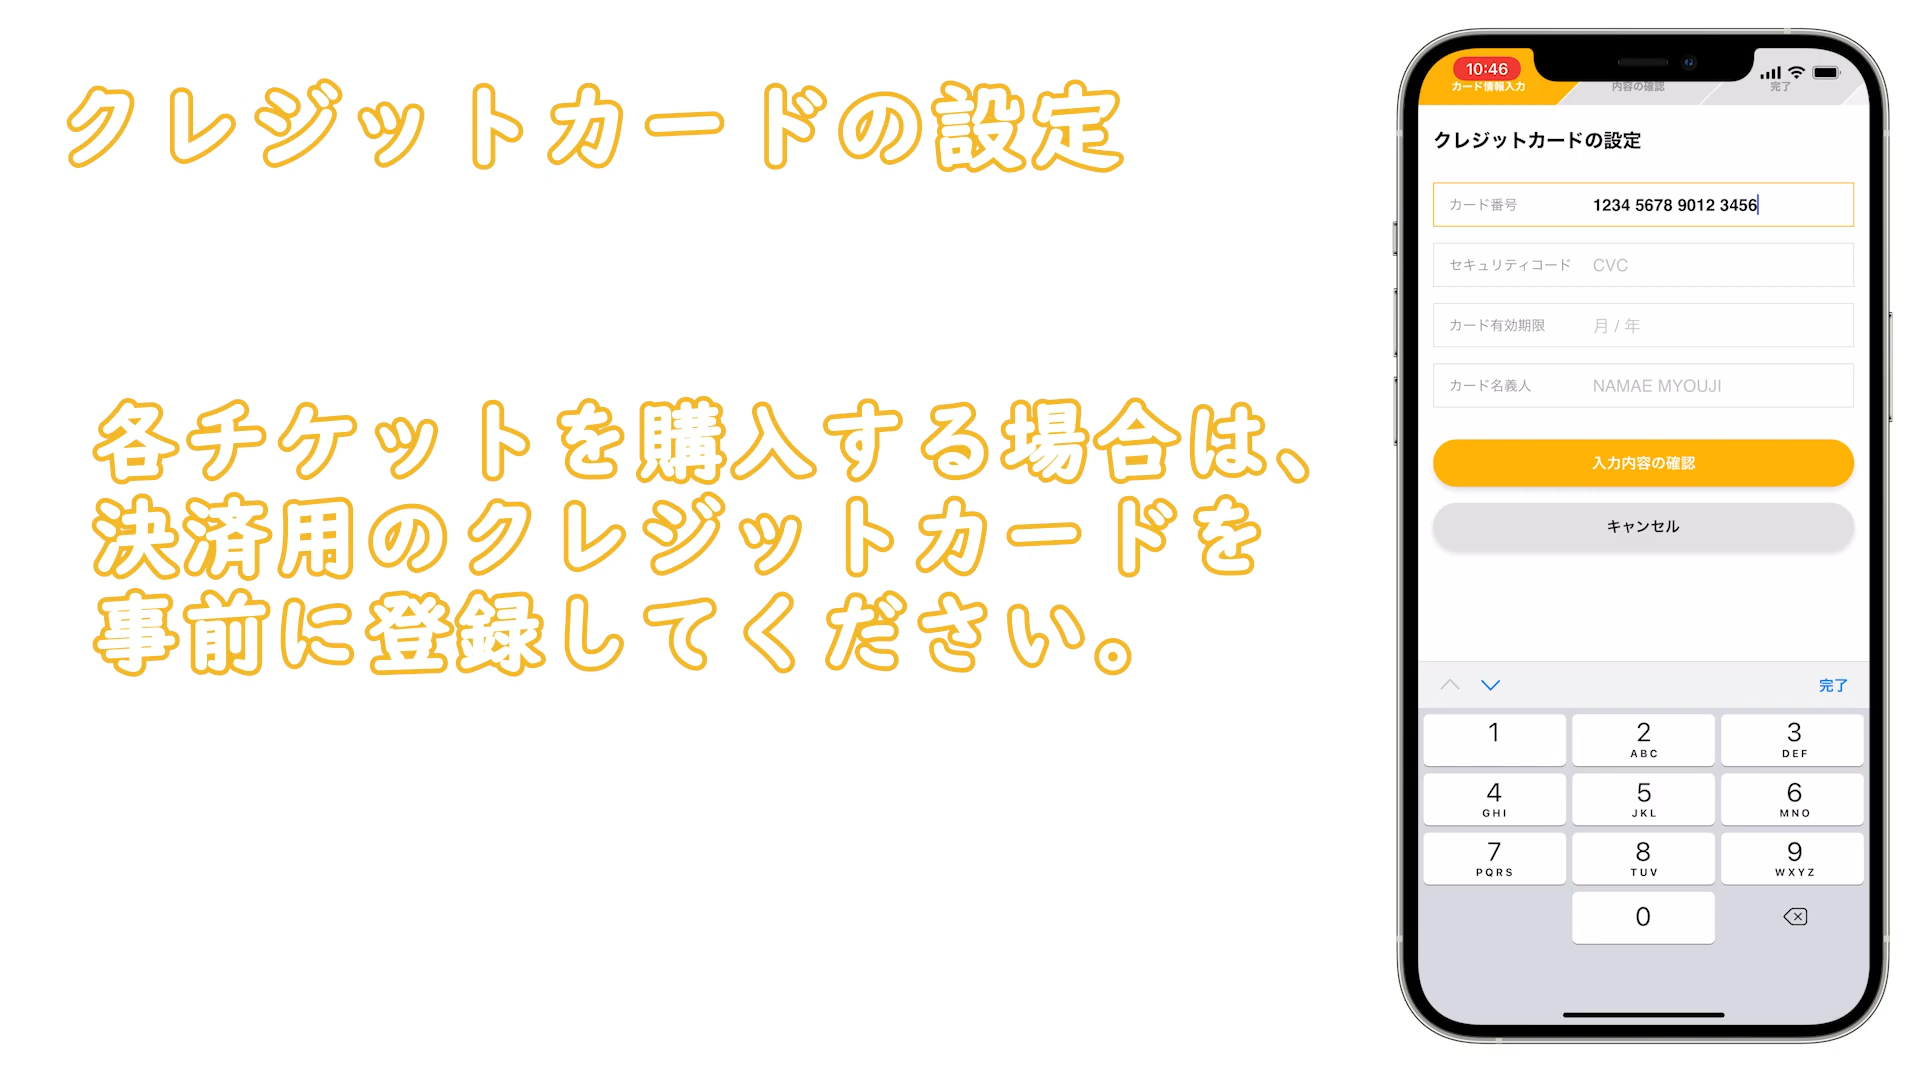 クレジットカードの設定
各チケットを購入する場合は、
決済用のクレジットカードを
事前に登録してください。
10:46
カード情報入力
内容の確認
完了
クレジットカードの設定
カード番号 1234 5678 9012 3456
セキュリティコード CVC
カード有効期限 月 / 年
カード名義人 NAMAE MYOUJI
入力内容の確認
キャンセル
完了
1 2 3
ABC DEF
4 5 6
GHI JKL MNO
7 8 9
PQRS TUV WXYZ
0